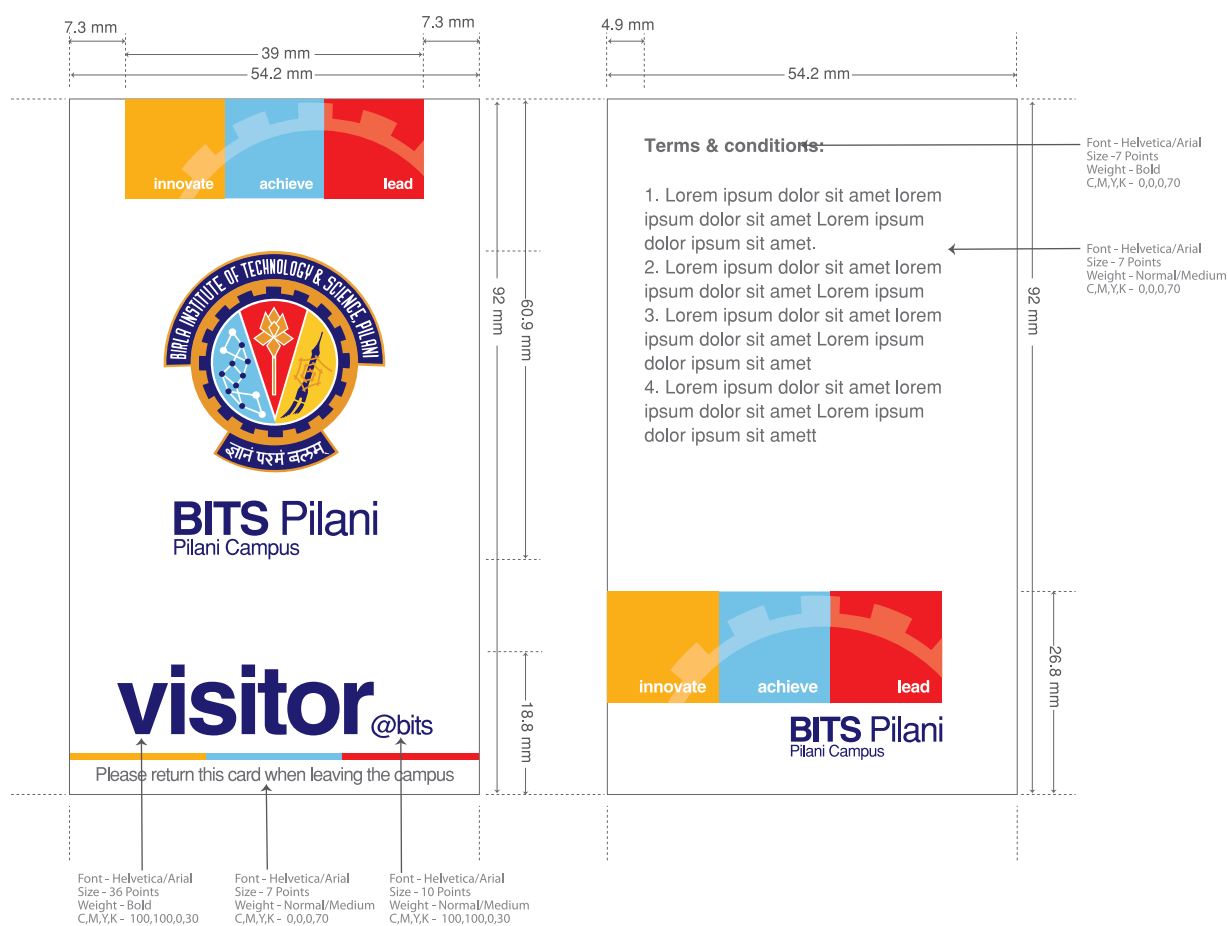 7.3 mm
7.3 mm
39 mm
54.2 mm
innovate achieve lead
BIRLA INSTITUTE OF TECHNOLOGY & SCIENCE, PILANI
ज्ञानं परमं बलम्
BITS Pilani
Pilani Campus
92 mm
60.9 mm
18.8 mm
visitor@bits
Please return this card when leaving the campus
Font - Helvetica/Arial
Size - 36 Points
Weight - Bold
C,M,Y,K - 100,100,0,30
Font - Helvetica/Arial
Size - 7 Points
Weight - Normal/Medium
C,M,Y,K - 0,0,0,70
Font - Helvetica/Arial
Size - 10 Points
Weight - Normal/Medium
C,M,Y,K - 100,100,0,30
4.9 mm
54.2 mm
Terms & conditions:
1. Lorem ipsum dolor sit amet lorem
ipsum dolor sit amet Lorem ipsum
dolor ipsum sit amet.
2. Lorem ipsum dolor sit amet lorem
ipsum dolor sit amet Lorem ipsum
3. Lorem ipsum dolor sit amet lorem
ipsum dolor sit amet Lorem ipsum
dolor ipsum sit amet
4. Lorem ipsum dolor sit amet lorem
ipsum dolor sit amet Lorem ipsum
dolor ipsum sit amett
Font - Helvetica/Arial
Size -7 Points
Weight - Bold
C,M,Y,K - 0,0,0,70
Font - Helvetica/Arial
Size - 7 Points
Weight - Normal/Medium
C,M,Y,K - 0,0,0,70
92 mm
26.8 mm
innovate achieve lead
BITS Pilani
Pilani Campus